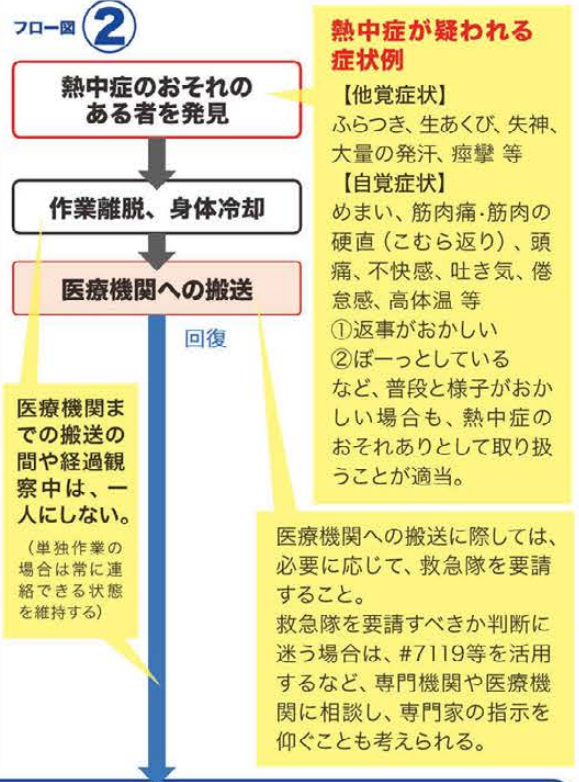 フロー図 ②
熱中症のおそれの
ある者を発見
作業離脱、身体冷却
医療機関への搬送
回復
熱中症が疑われる
症状例
【他覚症状】
ふらつき、生あくび、失神、
大量の発汗、痙攣 等
【自覚症状】
めまい、筋肉痛・筋肉の
硬直（こむら返り）、頭
痛、不快感、吐き気、倦
怠感、高体温 等
①返事がおかしい
②ぼーっとしている
など、普段と様子がおか
しい場合も、熱中症の
おそれありとして取り扱
うことが適当。
医療機関ま
での搬送の
間や経過観
察中は、一
人にしない。
（単独作業の
場合は常に連
絡できる状態
を維持する）
医療機関への搬送に際しては、
必要に応じて、救急隊を要請
すること。
救急隊を要請すべきか判断に
迷う場合は、#7119等を活用
するなど、専門機関や医療機
関に相談し、専門家の指示を
仰ぐことも考えられる。